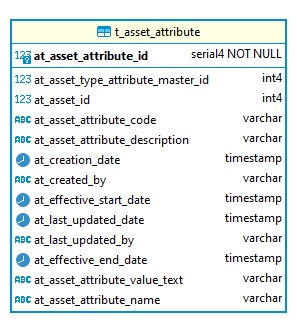 t_asset_attribute
123 at_asset_attribute_id serial4 NOT NULL
123 at_asset_type_attribute_master_id int4
123 at_asset_id int4
ABC at_asset_attribute_code varchar
ABC at_asset_attribute_description varchar
at_creation_date timestamp
ABC at_created_by varchar
at_effective_start_date timestamp
at_last_updated_date timestamp
ABC at_last_updated_by varchar
at_effective_end_date timestamp
ABC at_asset_attribute_value_text varchar
ABC at_asset_attribute_name varchar